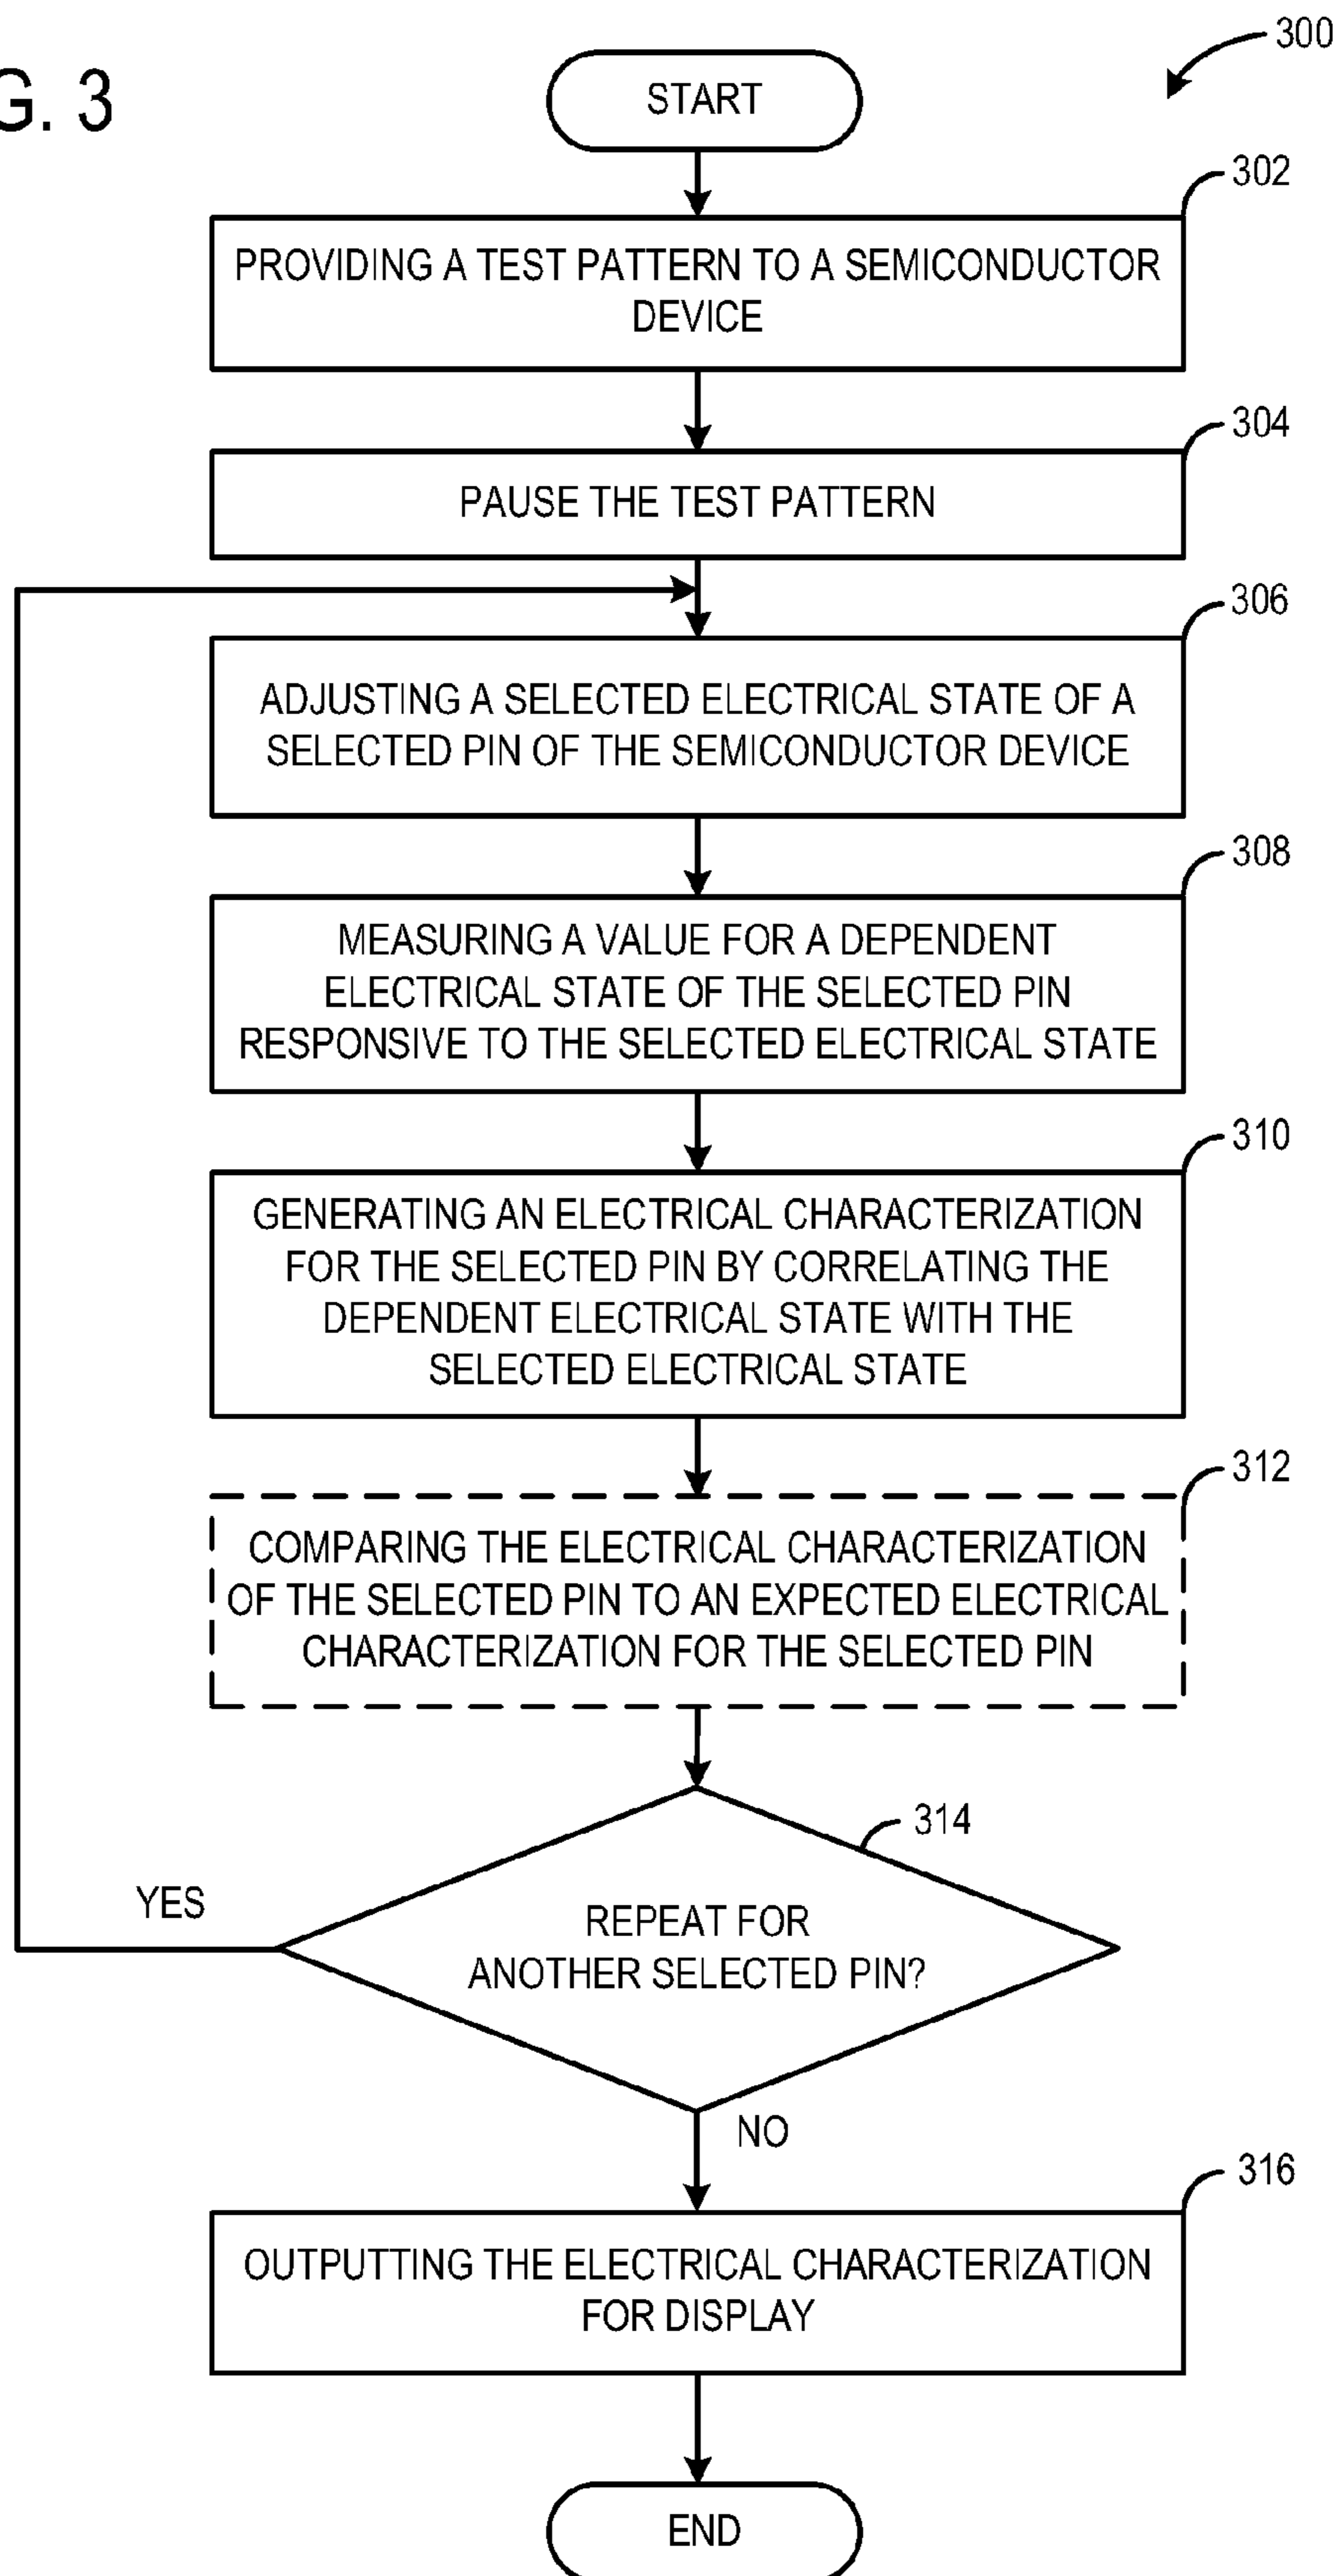 G. 3
300
START
302
PROVIDING A TEST PATTERN TO A SEMICONDUCTOR
DEVICE
304
PAUSE THE TEST PATTERN
306
ADJUSTING A SELECTED ELECTRICAL STATE OF A
SELECTED PIN OF THE SEMICONDUCTOR DEVICE
308
MEASURING A VALUE FOR A DEPENDENT
ELECTRICAL STATE OF THE SELECTED PIN
RESPONSIVE TO THE SELECTED ELECTRICAL STATE
310
GENERATING AN ELECTRICAL CHARACTERIZATION
FOR THE SELECTED PIN BY CORRELATING THE
DEPENDENT ELECTRICAL STATE WITH THE
SELECTED ELECTRICAL STATE
312
COMPARING THE ELECTRICAL CHARACTERIZATION
OF THE SELECTED PIN TO AN EXPECTED ELECTRICAL
CHARACTERIZATION FOR THE SELECTED PIN
314
YES
REPEAT FOR
ANOTHER SELECTED PIN?
NO
316
OUTPUTTING THE ELECTRICAL CHARACTERIZATION
FOR DISPLAY
END